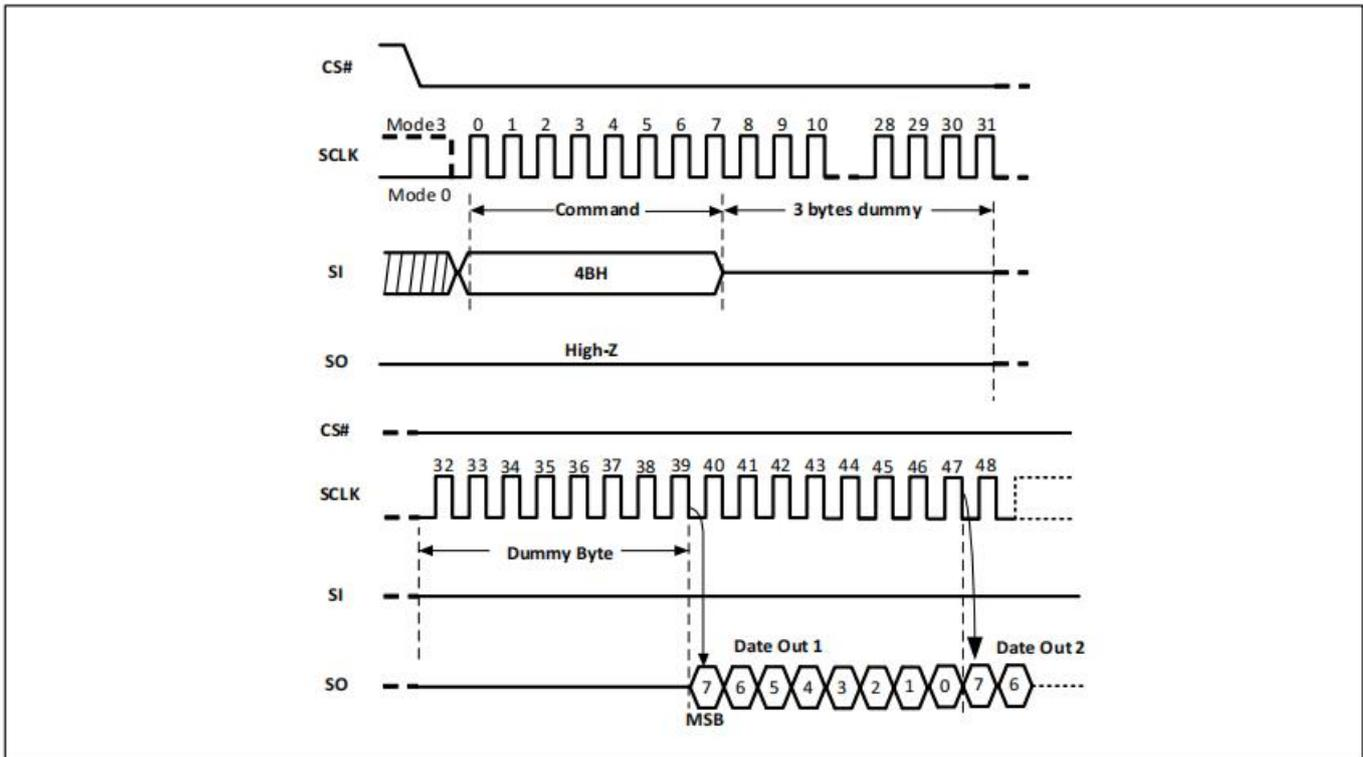 CS#
Mode3 0 1 2 3 4 5 6 7 8 9 10 28 29 30 31
SCLK
Mode 0
Command 3 bytes dummy
SI 4BH
High-Z
SO
CS#
32 33 34 35 36 37 38 39 40 41 42 43 44 45 46 47 48
SCLK
Dummy Byte
SI
Date Out 1 Date Out 2
SO 7 6 5 4 3 2 1 0 7 6
MSB